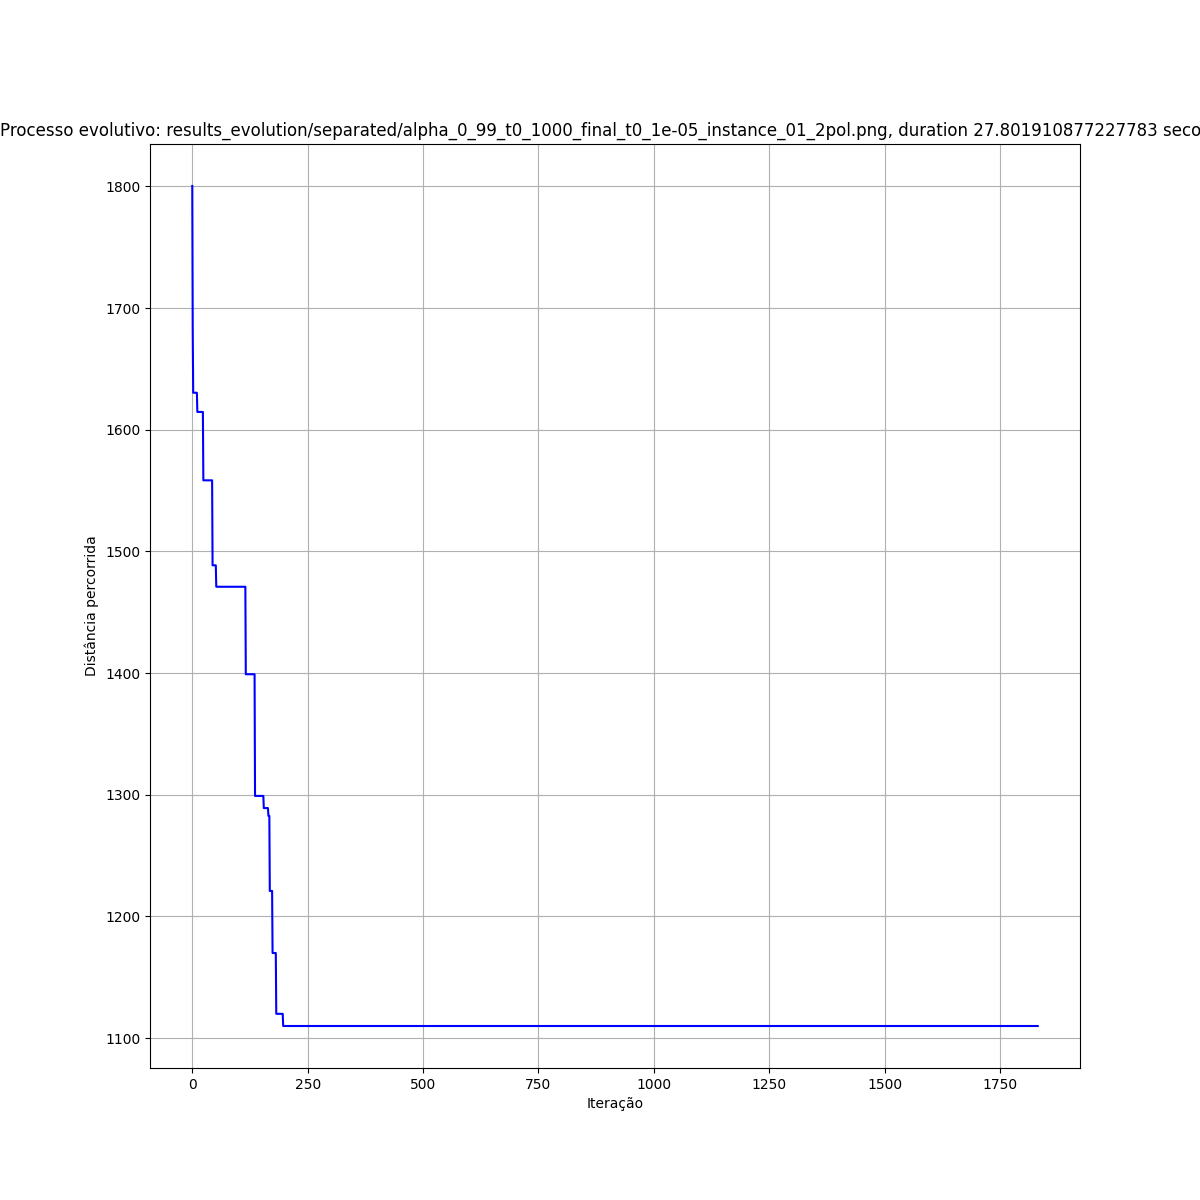 Processo evolutivo: results_evolution/separated/alpha_0_99_t0_1000_final_t0_1e-05_instance_01_2pol.png, duration 27.801910877227783 seco
1800
1700
1600
1500
1400
1300
1200
1100
Distância percorrida
0 250 500 750 1000 1250 1500 1750
Iteração